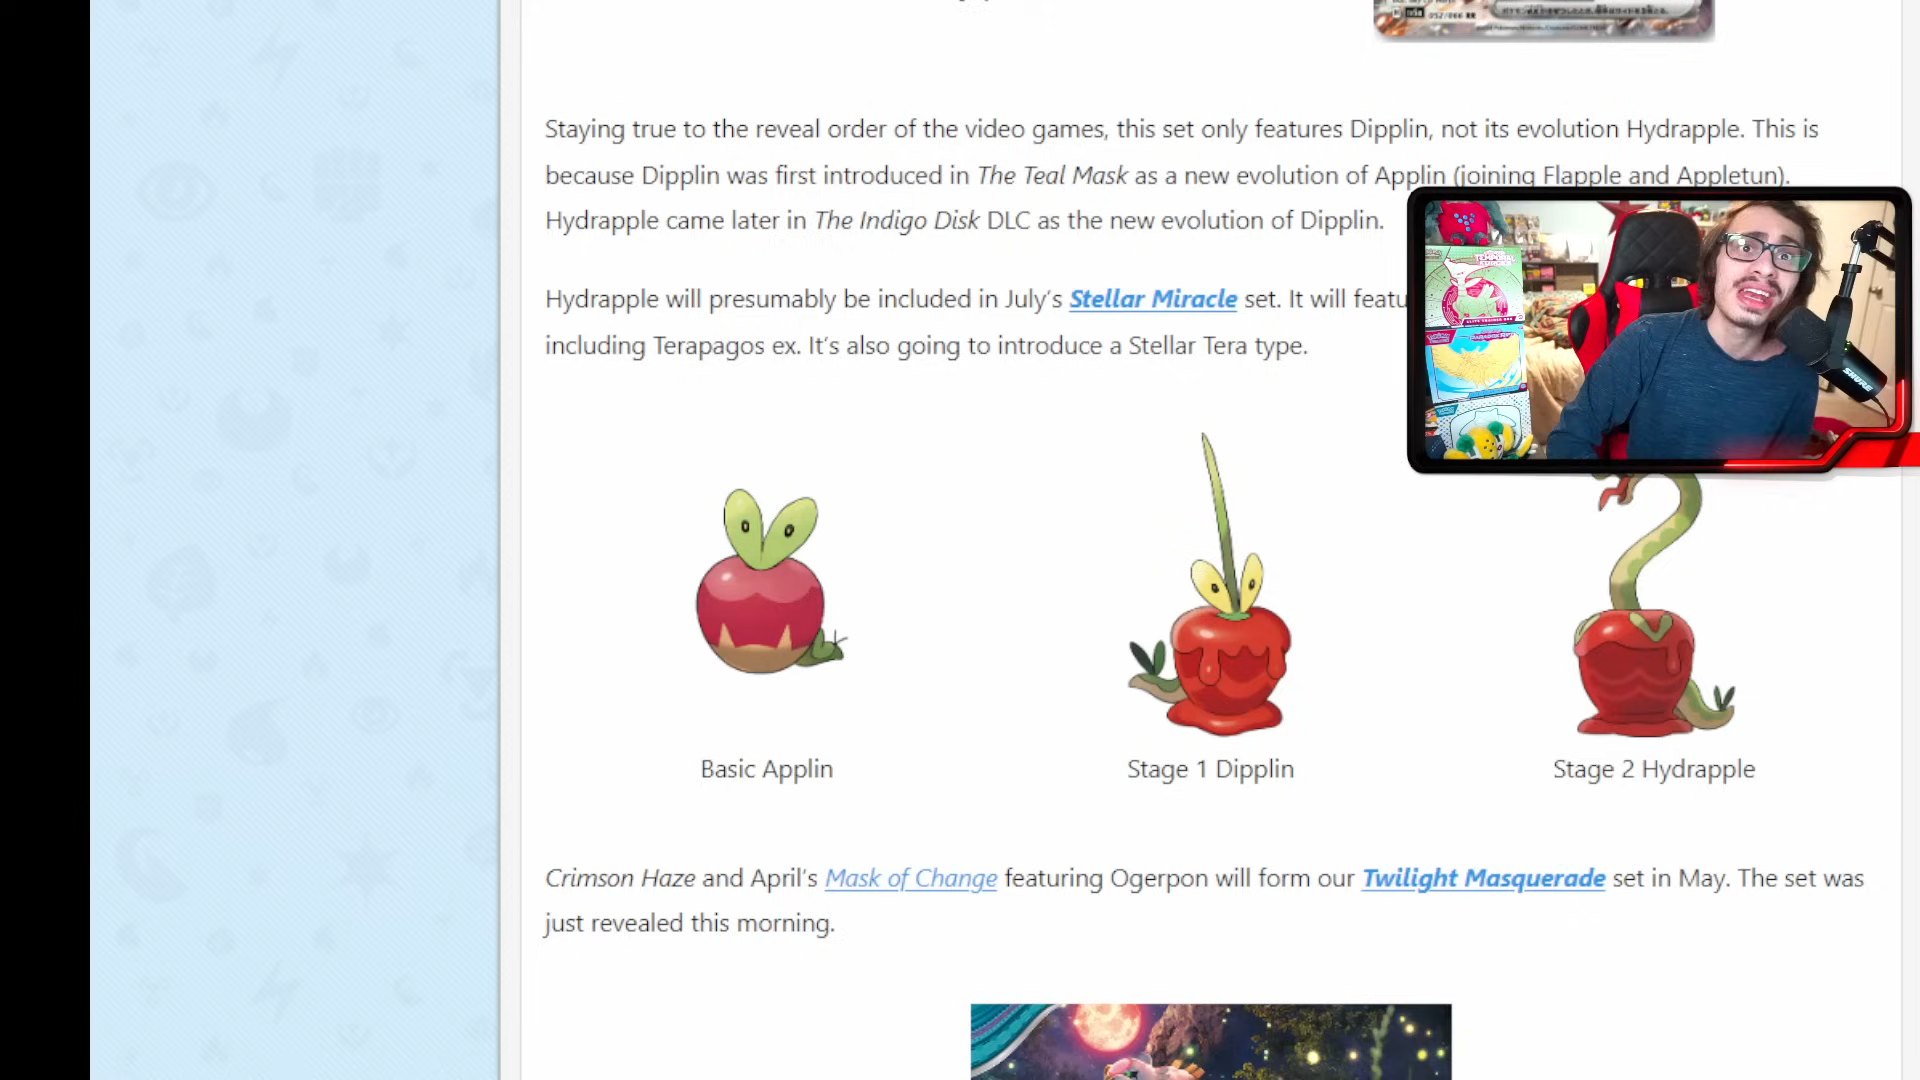 052/066 RR
Staying true to the reveal order of the video games, this set only features Dipplin, not its evolution Hydrapple. This is
because Dipplin was first introduced in The Teal Mask as a new evolution of Applin (joining Flapple and Appletun).
Hydrapple came later in The Indigo Disk DLC as the new evolution of Dipplin.
Hydrapple will presumably be included in July's Stellar Miracle set. It will featu
including Terapagos ex. It's also going to introduce a Stellar Tera type.
SHURE
Basic Applin
Stage 1 Dipplin
Stage 2 Hydrapple
Crimson Haze and April's Mask of Change featuring Ogerpon will form our Twilight Masquerade set in May. The set was
just revealed this morning.